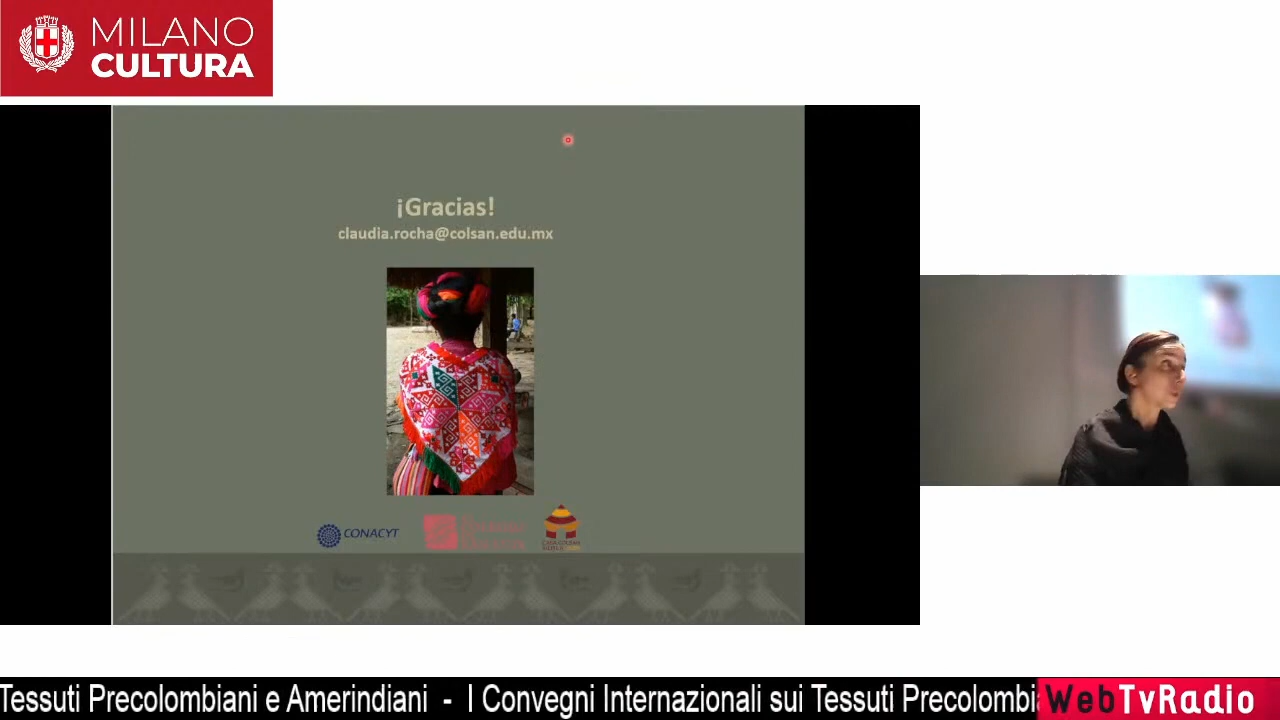 MILANO
CULTURA
¡Gracias!
claudia.rocha@colsan.edu.mx
CONACYT
Tessuti Precolombiani e Amerindiani - I Convegni Internazionali sui Tessuti Precolombi
WebTvRadio